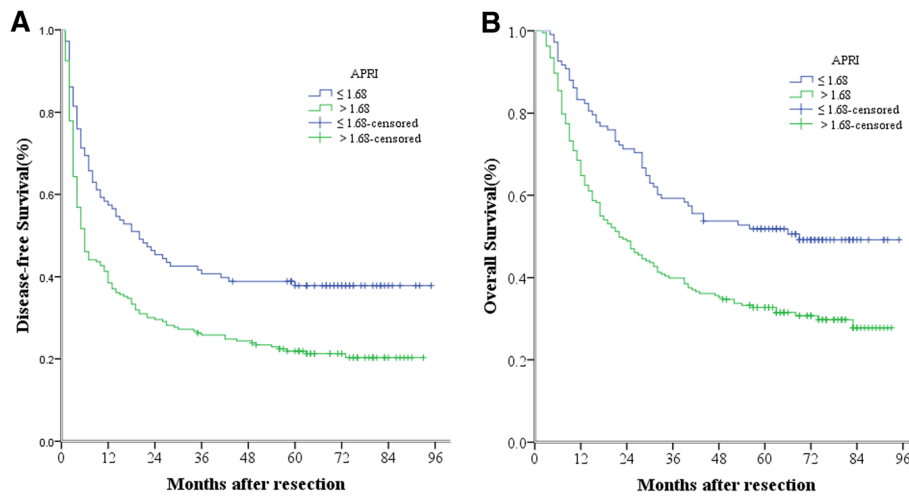 A
APRI
≤ 1.68
> 1.68
≤ 1.68-censored
> 1.68-censored
Disease-free Survival(%)
1.0
0.8
0.6
0.4
0.2
0.0
0 12 24 36 48 60 72 84 96
Months after resection
B
APRI
≤ 1.68
> 1.68
≤ 1.68-censored
> 1.68-censored
Overall Survival(%)
1.0
0.8
0.6
0.4
0.2
0.0
0 12 24 36 48 60 72 84 96
Months after resection